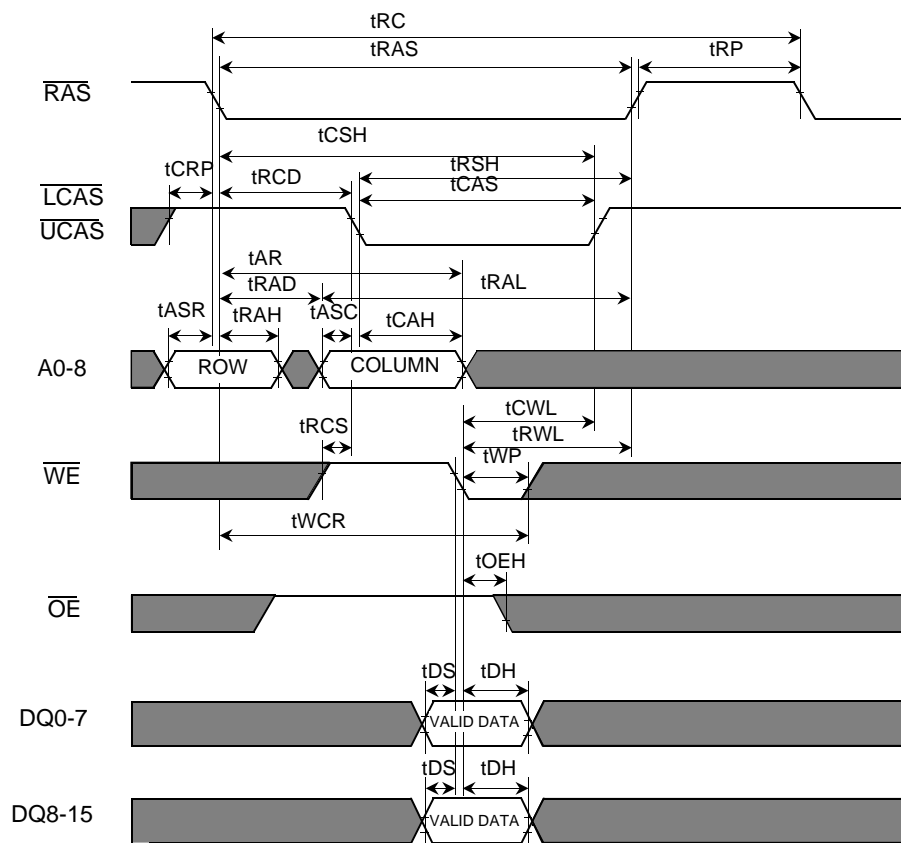 tRC
tRAS
tRP
RAS
tCSH
tRSH
tCRP
tRCD
tCAS
LCAS
UCAS
tAR
tRAD
tRAL
tASR
tRAH
tASC
tCAH
A0-8
ROW
COLUMN
tCWL
tRCS
tRWL
tWP
WE
tWCR
tOEH
OE
tDS
tDH
DQ0-7
VALID DATA
tDS
tDH
DQ8-15
VALID DATA